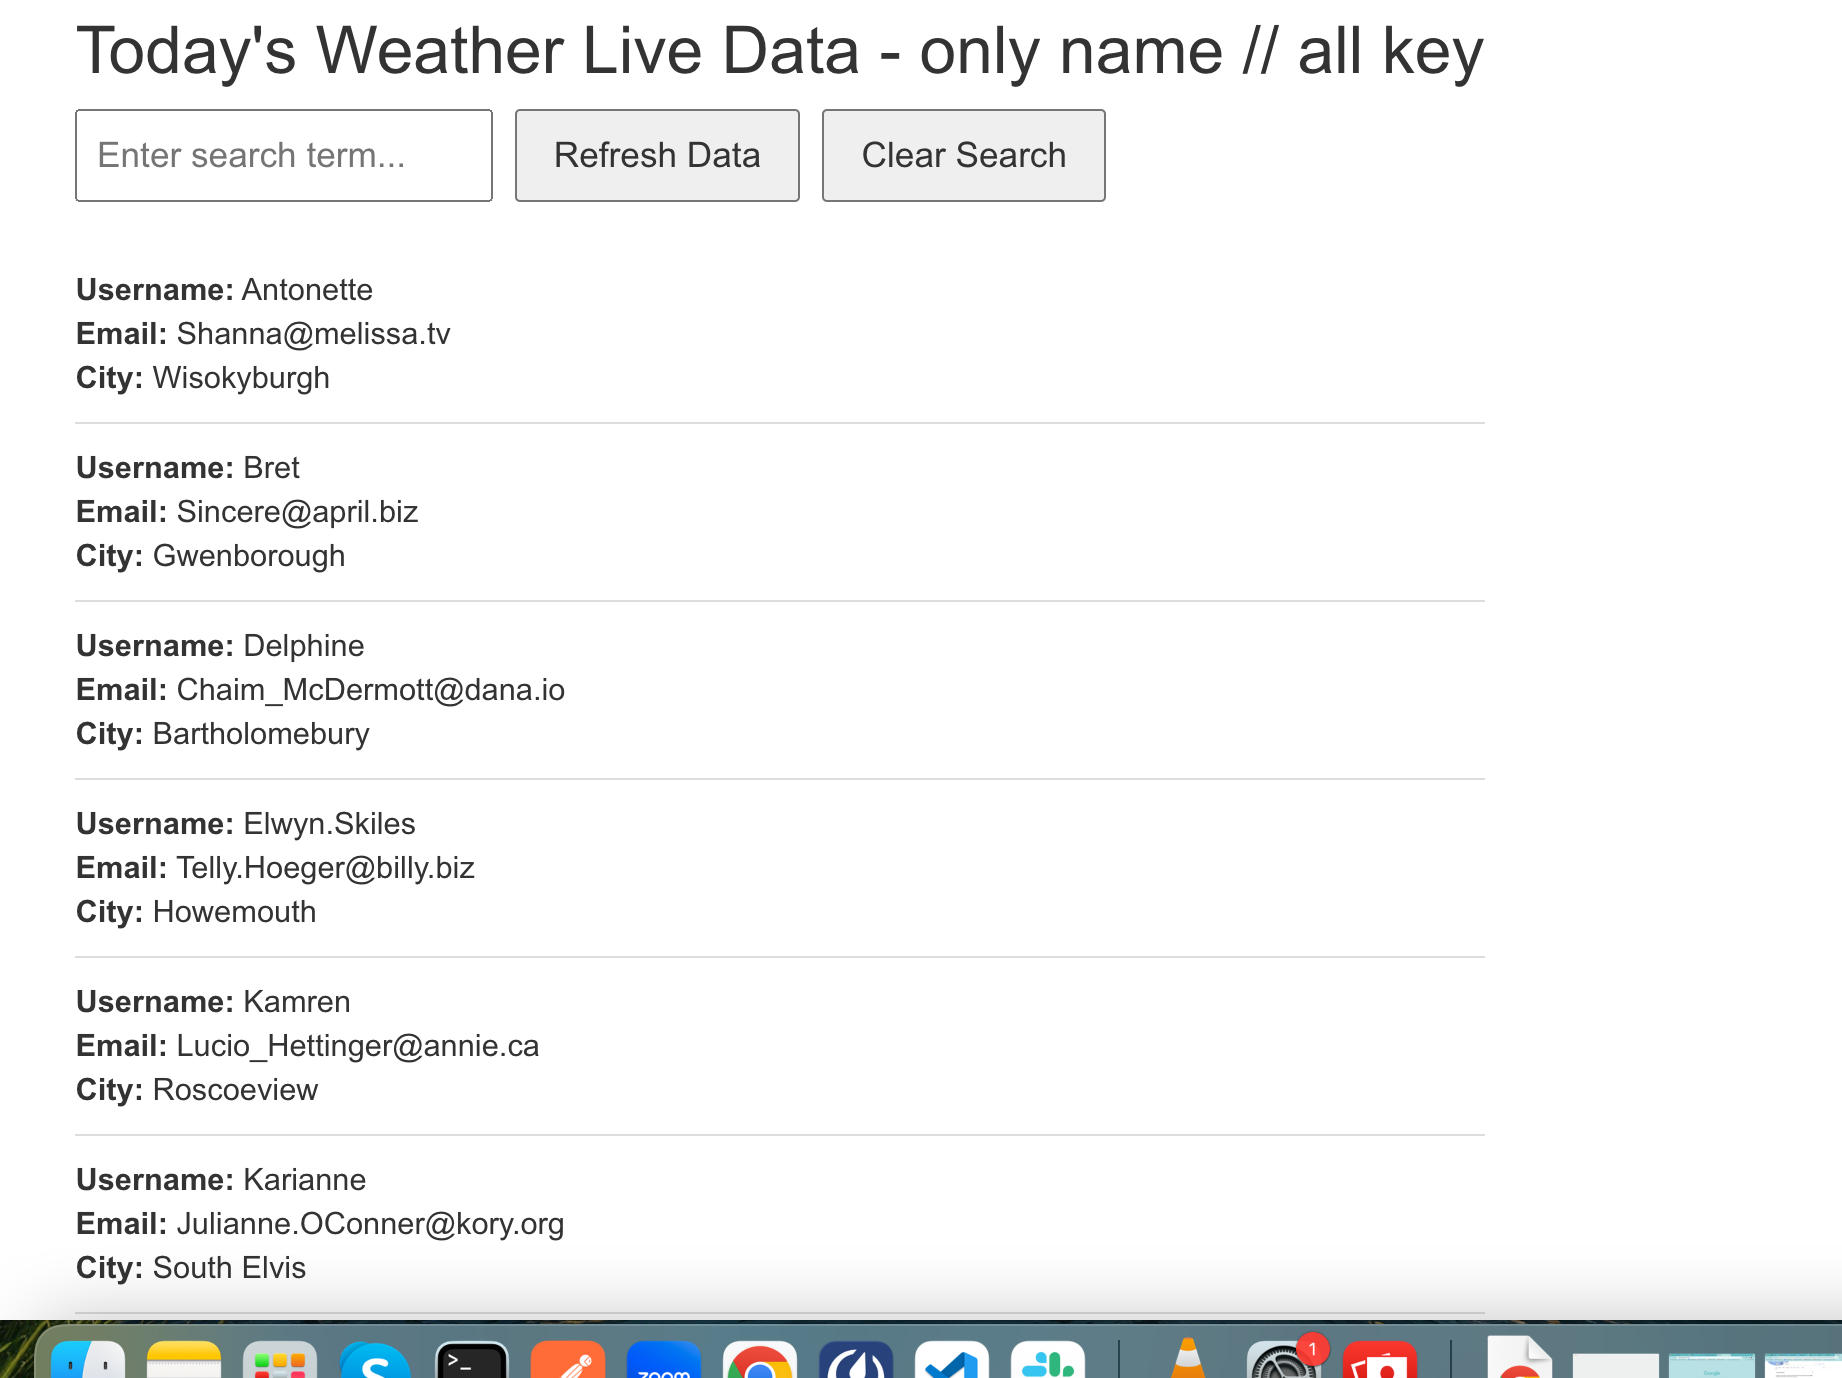 Today's Weather Live Data - only name // all key
Enter search term...
Refresh Data
Clear Search
Username: Antonette
Email: Shanna@melissa.tv
City: Wisokyburgh
Username: Bret
Email: Sincere@april.biz
City: Gwenborough
Username: Delphine
Email: Chaim_McDermott@dana.io
City: Bartholomebury
Username: Elwyn.Skiles
Email: Telly.Hoeger@billy.biz
City: Howemouth
Username: Kamren
Email: Lucio_Hettinger@annie.ca
City: Roscoeview
Username: Karianne
Email: Julianne.OConner@kory.org
City: South Elvis
S
>_
zoom
1